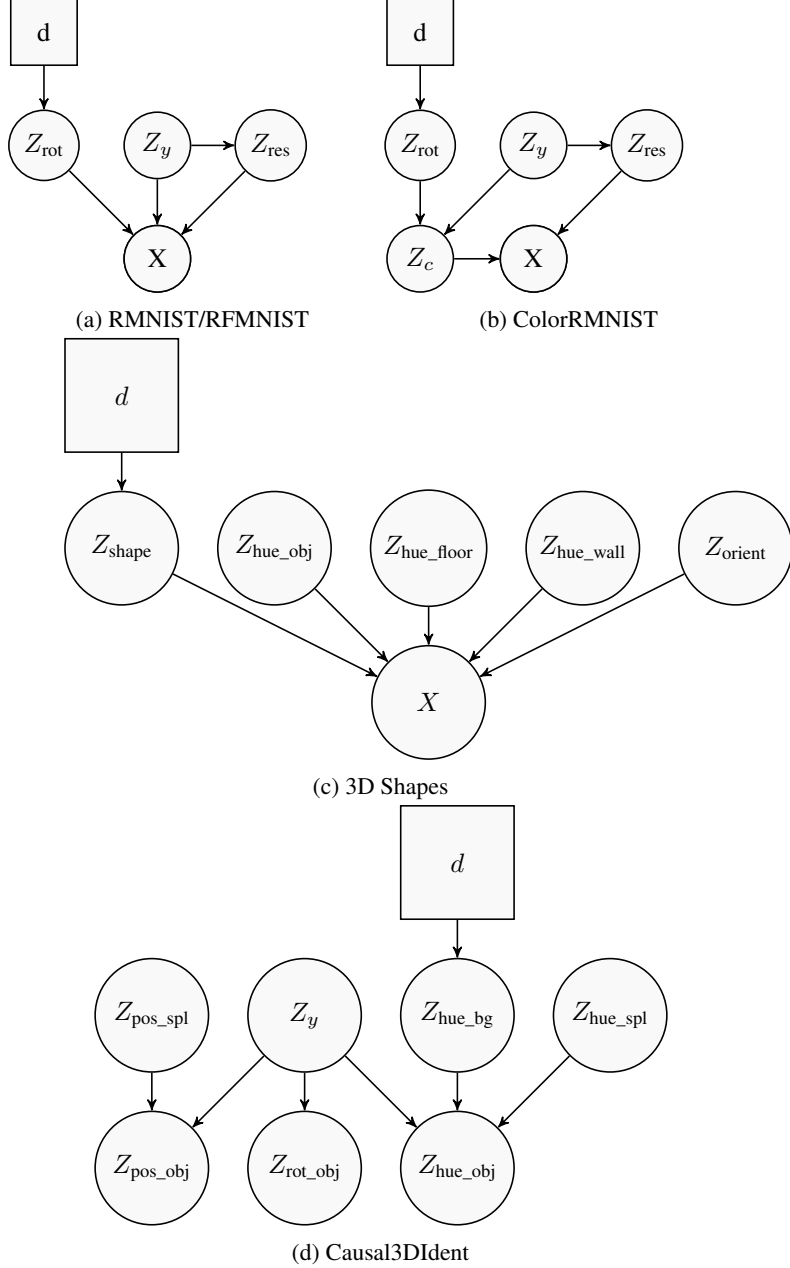 d d
Z_rot Z_y Z_res Z_rot Z_y Z_res
X Z_c X
(a) RMNIST/RFMNIST (b) ColorRMNIST
d
Z_shape Z_hue_obj Z_hue_floor Z_hue_wall Z_orient
X
(c) 3D Shapes
d
Z_pos_spl Z_y Z_hue_bg Z_hue_spl
Z_pos_obj Z_rot_obj Z_hue_obj
(d) Causal3DIdent